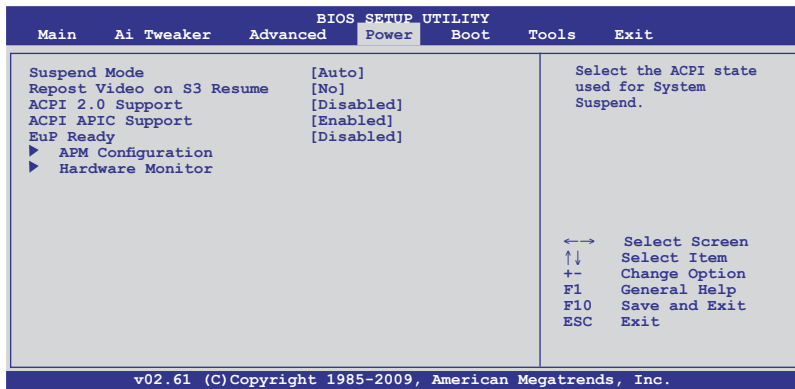 BIOS SETUP UTILITY
Main Ai Tweaker Advanced Power Boot Tools Exit
Suspend Mode [Auto]
Repost Video on S3 Resume [No]
ACPI 2.0 Support [Disabled]
ACPI APIC Support [Enabled]
EuP Ready [Disabled]
▶ APM Configuration
▶ Hardware Monitor
Select the ACPI state
used for System
Suspend.
←→ Select Screen
↑↓ Select Item
+- Change Option
F1 General Help
F10 Save and Exit
ESC Exit
v02.61 (C)Copyright 1985-2009, American Megatrends, Inc.